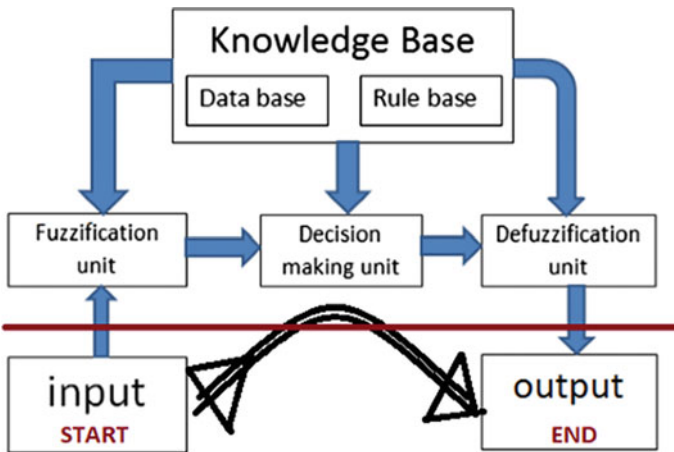 Knowledge Base
Data base
Rule base
Fuzzification
unit
Decision
making unit
Defuzzification
unit
input
START
output
END